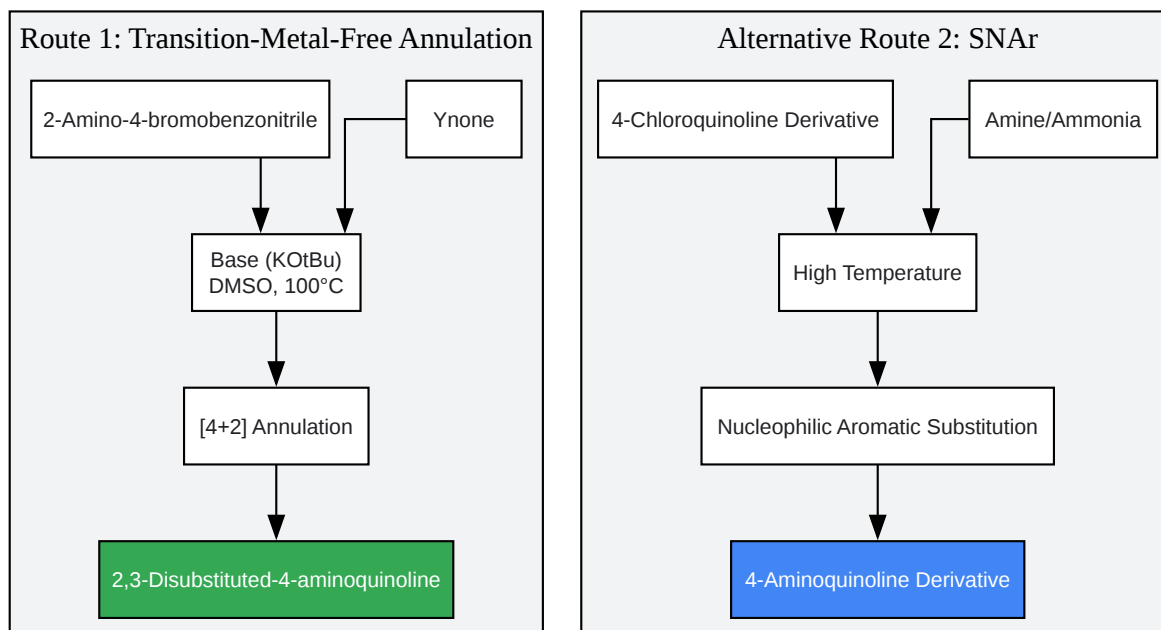 Route 1: Transition-Metal-Free Annulation
2-Amino-4-bromobenzonitrile
Ynone
Base (KOtBu)
DMSO, 100°C
[4+2] Annulation
2,3-Disubstituted-4-aminoquinoline
Alternative Route 2: SNAr
4-Chloroquinoline Derivative
Amine/Ammonia
High Temperature
Nucleophilic Aromatic Substitution
4-Aminoquinoline Derivative